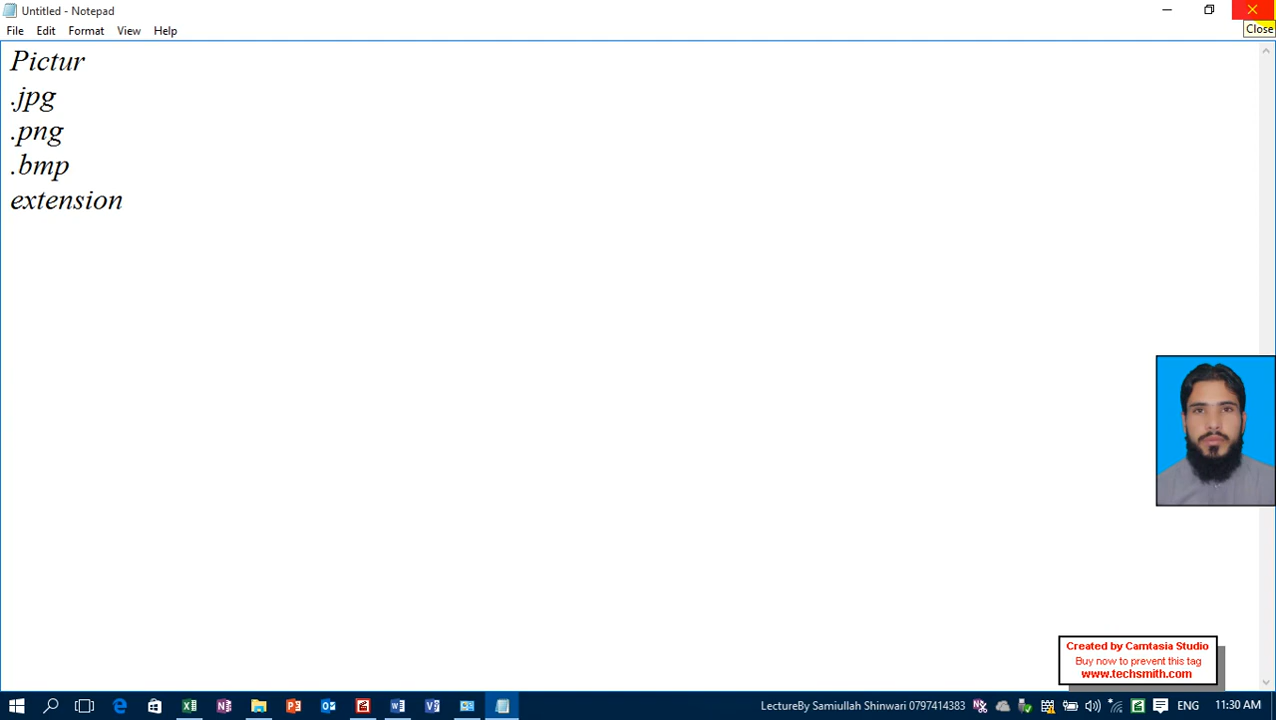 Untitled - Notepad
File Edit Format View Help
Close
Pictur
.jpg
.png
.bmp
extension
Created by Camtasia Studio
Buy now to prevent this tag
www.techsmith.com
LectureBy Samiullah Shinwari 0797414383 ENG 11:30 AM